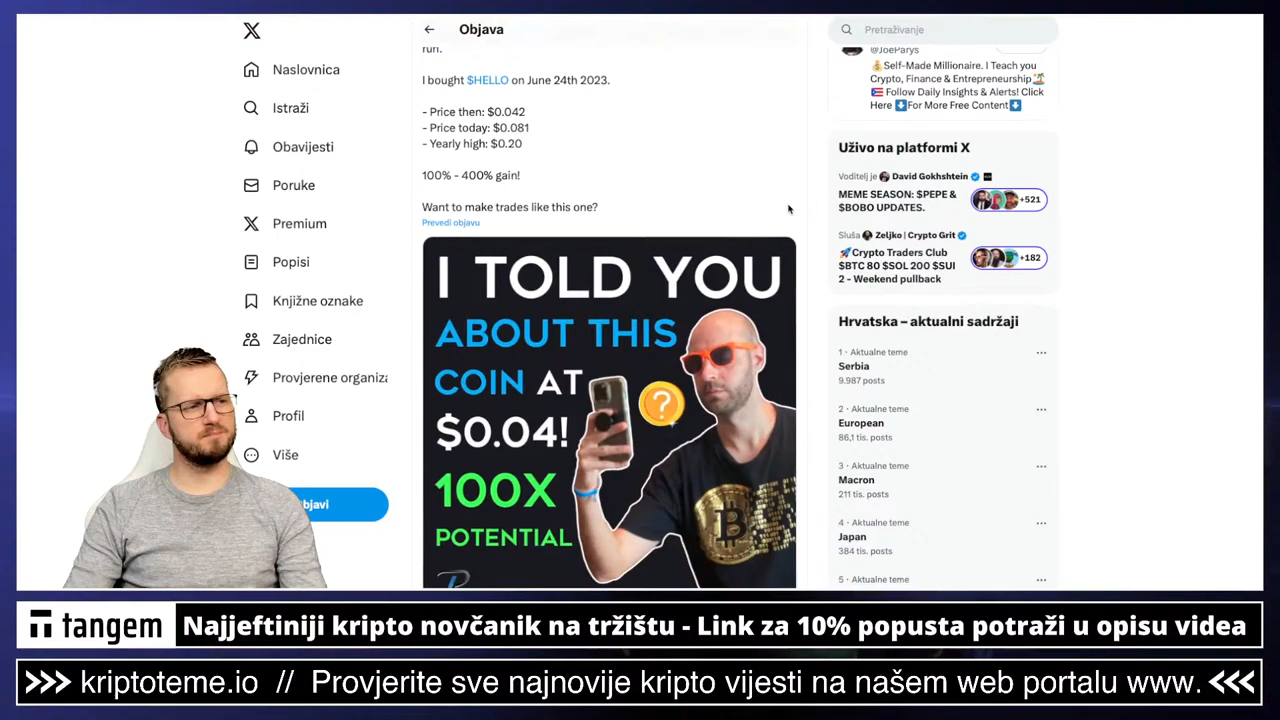 Naslovnica
Istraži
Obavijesti
Poruke
Premium
Popisi
Knjižne oznake
Zajednice
Provjerene organiza
Profil
Više
bjavi
Objava
run.
I bought $HELLO on June 24th 2023.
- Price then: $0.042
- Price today: $0.081
- Yearly high: $0.20
100% - 400% gain!
Want to make trades like this one?
Prevedi objavu
I TOLD YOU
ABOUT THIS
COIN AT
$0.04!
100X
POTENTIAL
?
Pretraživanje
@JoeParys
💰Self-Made Millionaire. I Teach you
Crypto, Finance & Entrepreneurship🏝️
🇵🇷 Follow Daily Insights & Alerts! Click
Here ⬇️For More Free Content⬇️
Uživo na platformi X
Voditelj je David Gokhshtein
MEME SEASON: $PEPE &
$BOBO UPDATES.
+521
Sluša Zeljko | Crypto Grit
🚀Crypto Traders Club
$BTC 80 $SOL 200 $SUI
2 - Weekend pullback
+182
Hrvatska – aktualni sadržaji
1 · Aktualne teme
Serbia
9.987 posts
2 · Aktualne teme
European
86,1 tis. posts
3 · Aktualne teme
Macron
211 tis. posts
4 · Aktualne teme
Japan
384 tis. posts
5 · Aktualne teme
tangem
Najjeftiniji kripto novčanik na tržištu - Link za 10% popusta potraži u opisu videa
>>> kriptoteme.io // Provjerite sve najnovije kripto vijesti na našem web portalu www. <<<